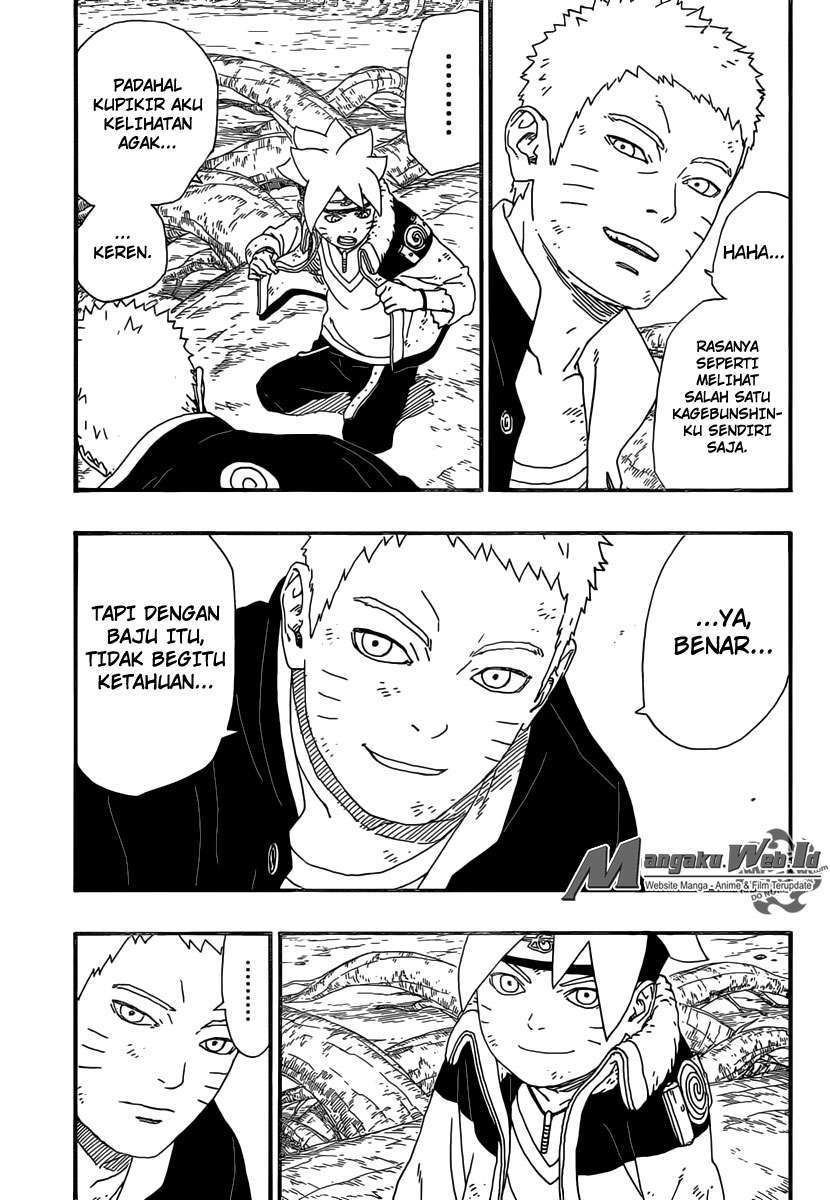 HAHA...
RASANYA
SEPERTI
MELIHAT
SALAH SATU
KAGEBUNSHIN-
KU SENDIRI
SAJA.
........
PADAHAL
KUPIKIR AKU
KELIHATAN
AGAK...
...
KEREN.
...YA,
BENAR...
TAPI DENGAN
BAJU ITU,
TIDAK BEGITU
KETAHUAN...
Mangaku.Web.Id
Website Manga - Anime & Film Terupdate
........